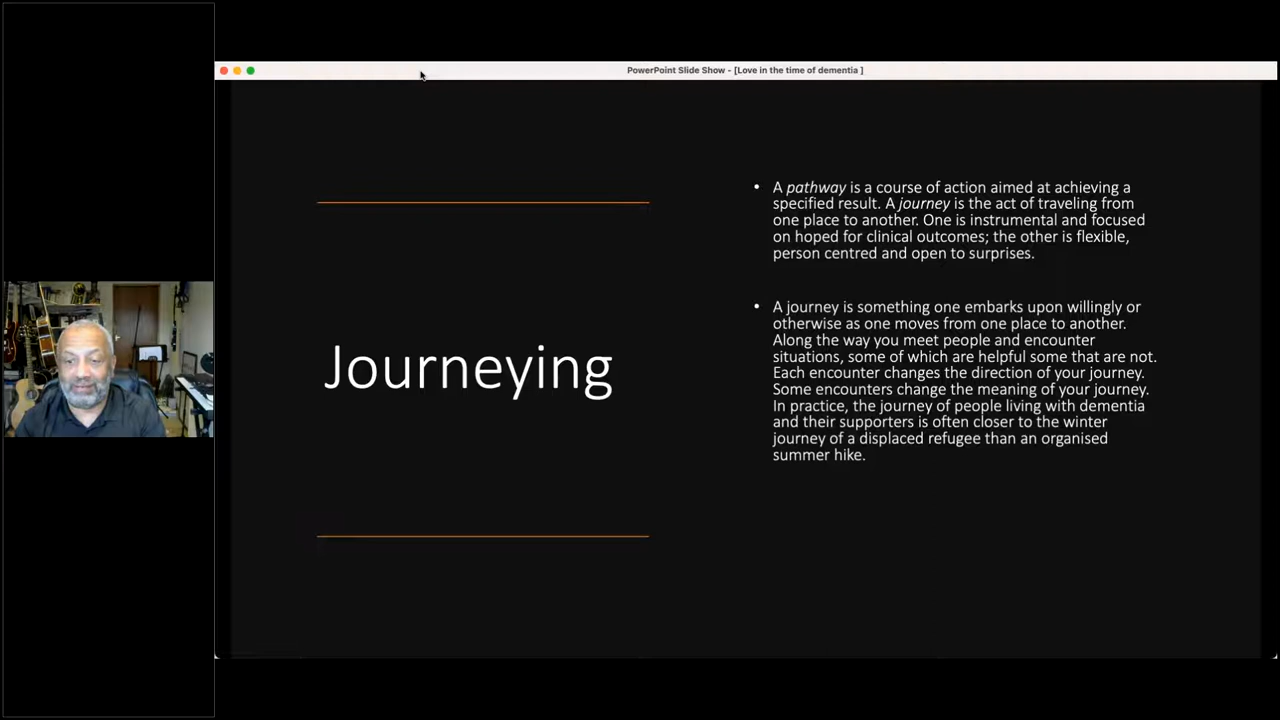 PowerPoint Slide Show - [Love in the time of dementia ]
Journeying
• A pathway is a course of action aimed at achieving a
specified result. A journey is the act of traveling from
one place to another. One is instrumental and focused
on hoped for clinical outcomes; the other is flexible,
person centred and open to surprises.
• A journey is something one embarks upon willingly or
otherwise as one moves from one place to another.
Along the way you meet people and encounter
situations, some of which are helpful some that are not.
Each encounter changes the direction of your journey.
Some encounters change the meaning of your journey.
In practice, the journey of people living with dementia
and their supporters is often closer to the winter
journey of a displaced refugee than an organised
summer hike.